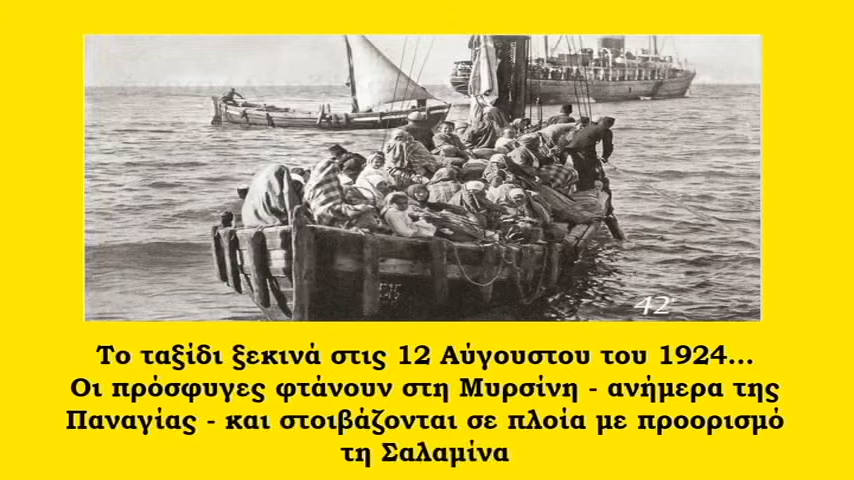 42
Το ταξίδι ξεκινά στις 12 Αύγουστου του 1924...
Οι πρόσφυγες φτάνουν στη Μυρσίνη - ανήμερα της
Παναγίας - και στοιβάζονται σε πλοία με προορισμό
τη Σαλαμίνα